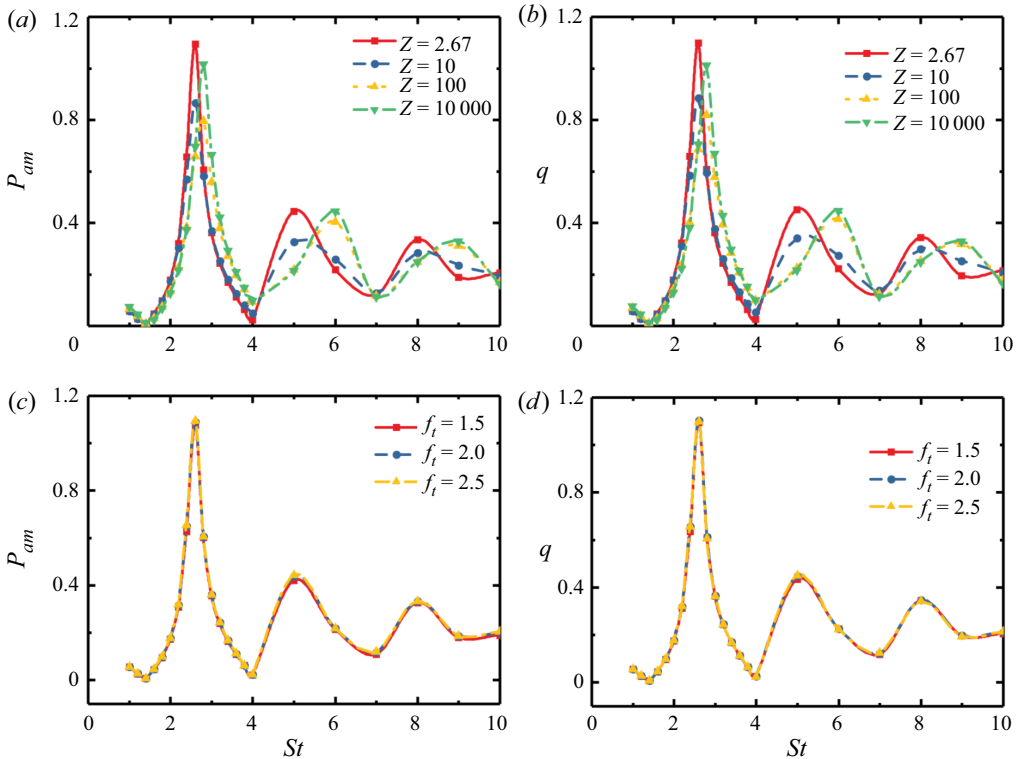 (a)
1.2
0.8
0.4
P_am
0
2
4
6
8
10
Z = 2.67
Z = 10
Z = 100
Z = 10 000
(b)
1.2
0.8
0.4
q
0
2
4
6
8
10
Z = 2.67
Z = 10
Z = 100
Z = 10 000
(c)
1.2
0.8
0.4
0
P_am
0
2
4
6
8
10
St
f_t = 1.5
f_t = 2.0
f_t = 2.5
(d)
1.2
0.8
0.4
0
q
0
2
4
6
8
10
St
f_t = 1.5
f_t = 2.0
f_t = 2.5